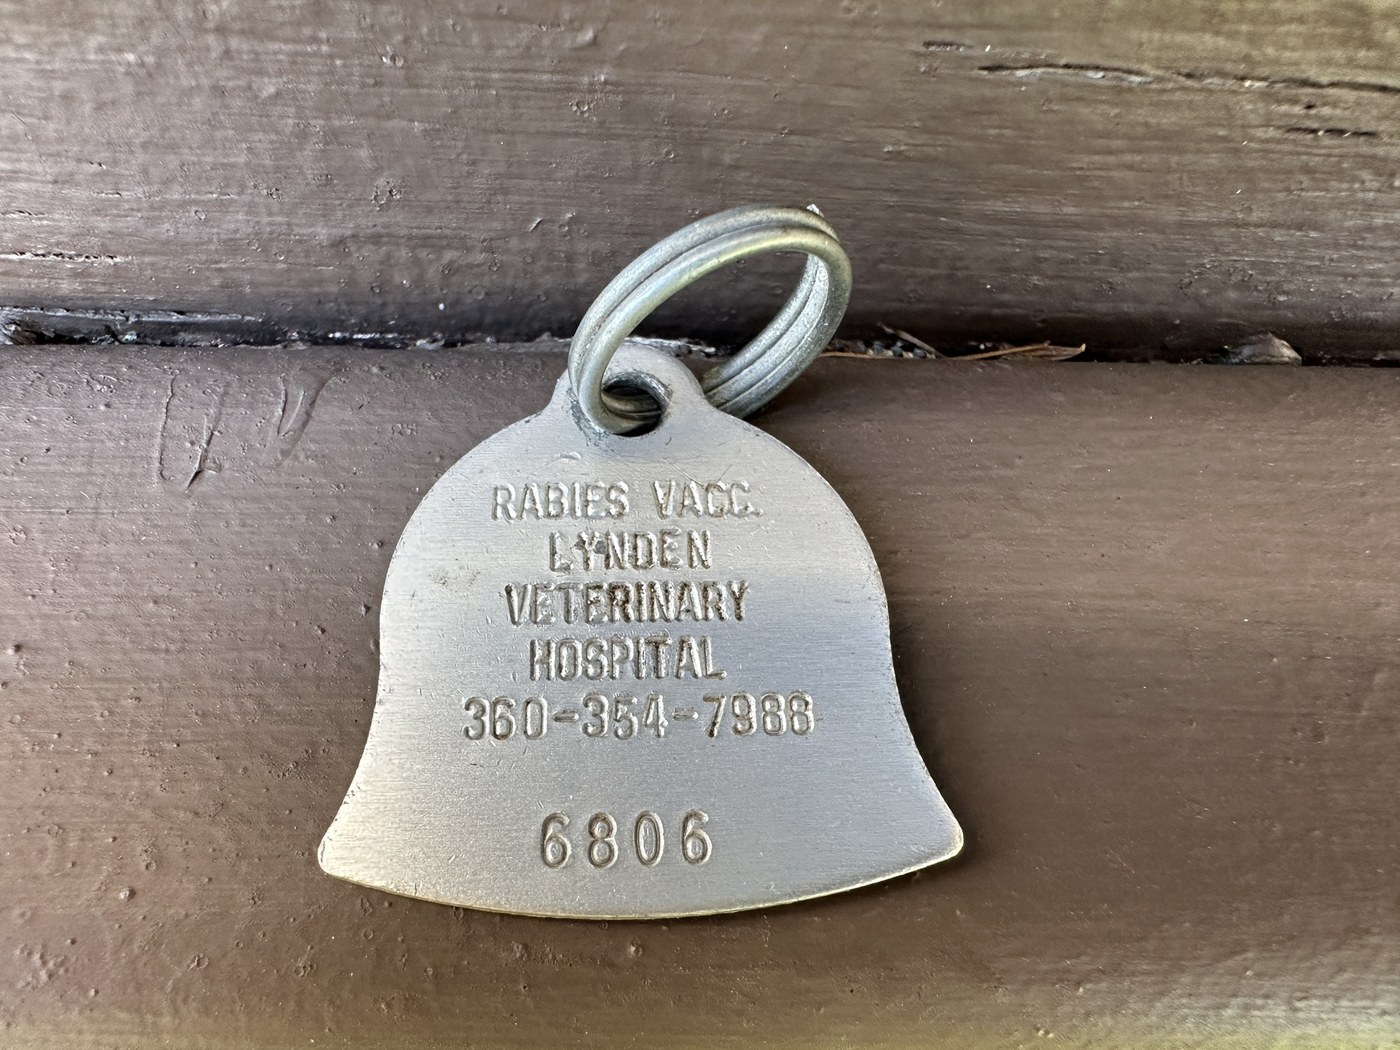 RABIES VACC.
LYNDEN
VETERINARY
HOSPITAL
360-354-7988
6806